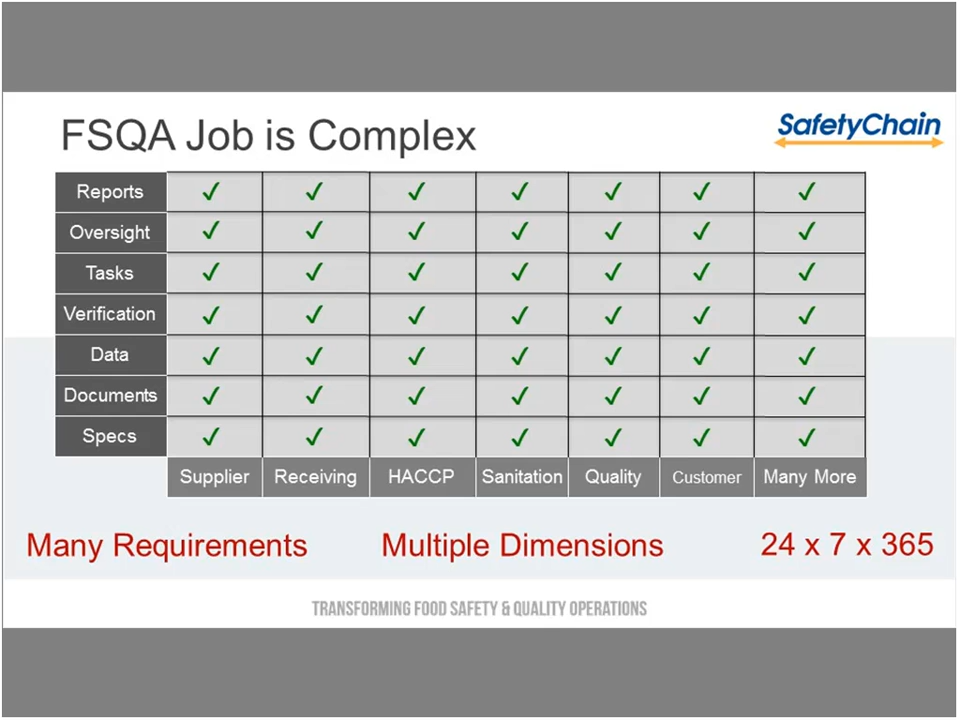 FSQA Job is Complex
SafetyChain
Reports ✓ ✓ ✓ ✓ ✓ ✓ ✓
Oversight ✓ ✓ ✓ ✓ ✓ ✓ ✓
Tasks ✓ ✓ ✓ ✓ ✓ ✓ ✓
Verification ✓ ✓ ✓ ✓ ✓ ✓ ✓
Data ✓ ✓ ✓ ✓ ✓ ✓ ✓
Documents ✓ ✓ ✓ ✓ ✓ ✓ ✓
Specs ✓ ✓ ✓ ✓ ✓ ✓ ✓
Supplier Receiving HACCP Sanitation Quality Customer Many More
Many Requirements Multiple Dimensions 24 x 7 x 365
TRANSFORMING FOOD SAFETY & QUALITY OPERATIONS